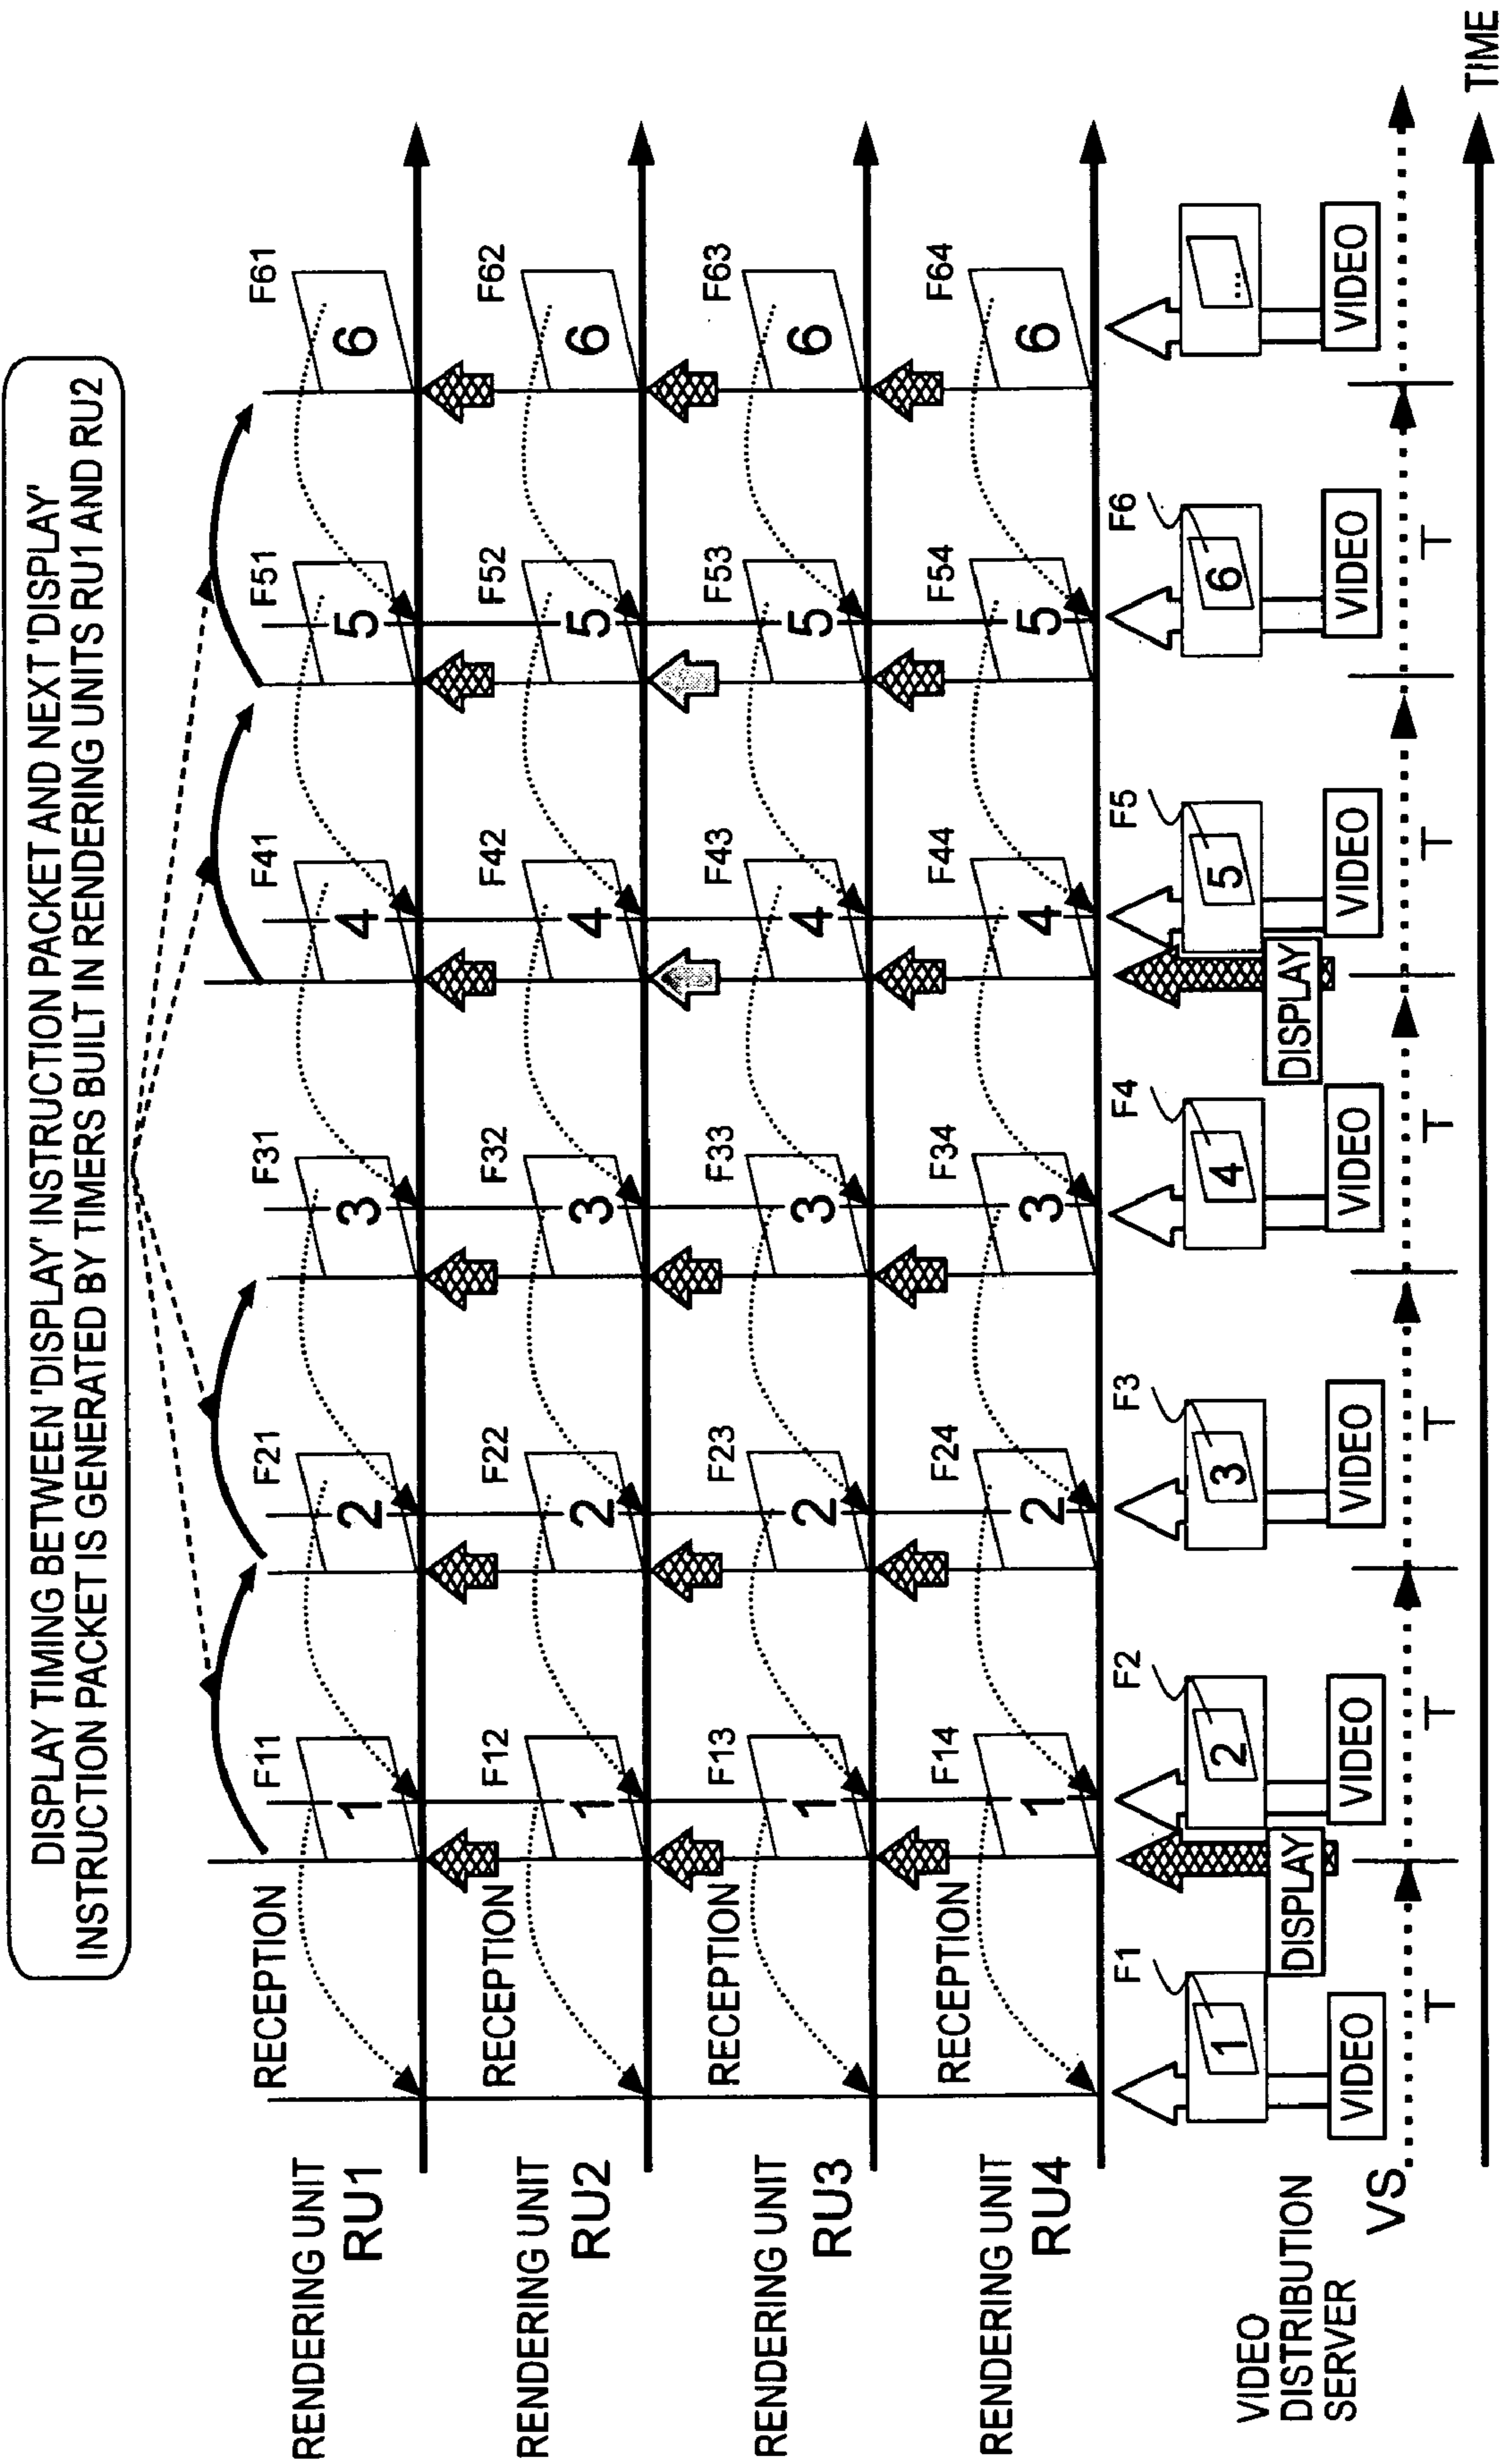 DISPLAY TIMING BETWEEN 'DISPLAY' INSTRUCTION PACKET AND NEXT 'DISPLAY'
INSTRUCTION PACKET IS GENERATED BY TIMERS BUILT IN RENDERING UNITS RU1 AND RU2
RENDERING UNIT
RU1
RECEPTION
F11
1
F21
2
F31
3
F41
4
F51
5
F61
6
RENDERING UNIT
RU2
RECEPTION
F12
1
F22
2
F32
3
F42
4
F52
5
F62
6
RENDERING UNIT
RU3
RECEPTION
F13
1
F23
2
F33
3
F43
4
F53
5
F63
6
RENDERING UNIT
RU4
RECEPTION
F14
1
F24
2
F34
3
F44
4
F54
5
F64
6
VIDEO
DISTRIBUTION
SERVER
VS
F1
1
VIDEO
DISPLAY
F2
2
VIDEO
F3
3
VIDEO
F4
4
VIDEO
DISPLAY
F5
5
VIDEO
F6
6
VIDEO
...
VIDEO
T
T
T
T
T
T
TIME